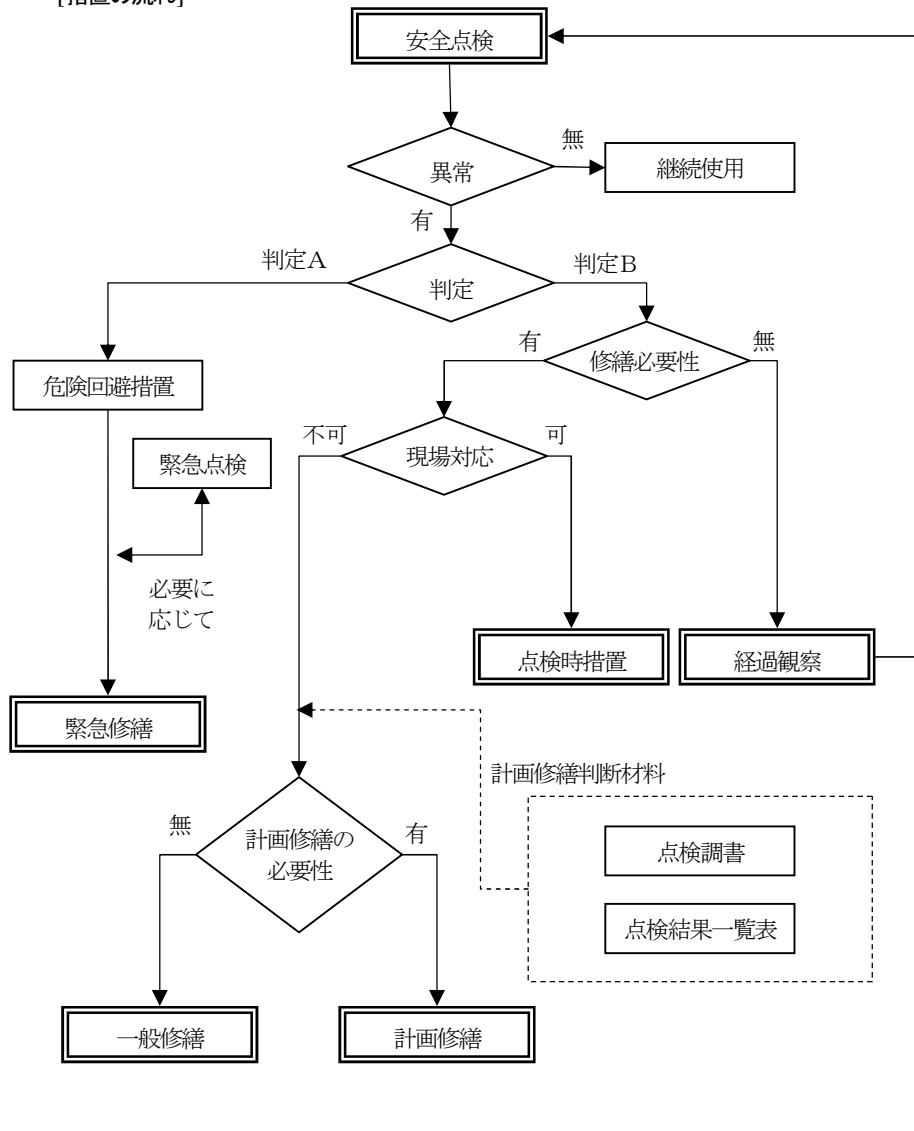 [措置の流れ]
安全点検
無
異常
継続使用
有
判定A
判定B
判定
有
無
修繕必要性
危険回避措置
不可
可
現場対応
緊急点検
必要に
応じて
点検時措置
経過観察
緊急修繕
計画修繕判断材料
無
有
計画修繕の
必要性
点検調書
点検結果一覧表
一般修繕
計画修繕